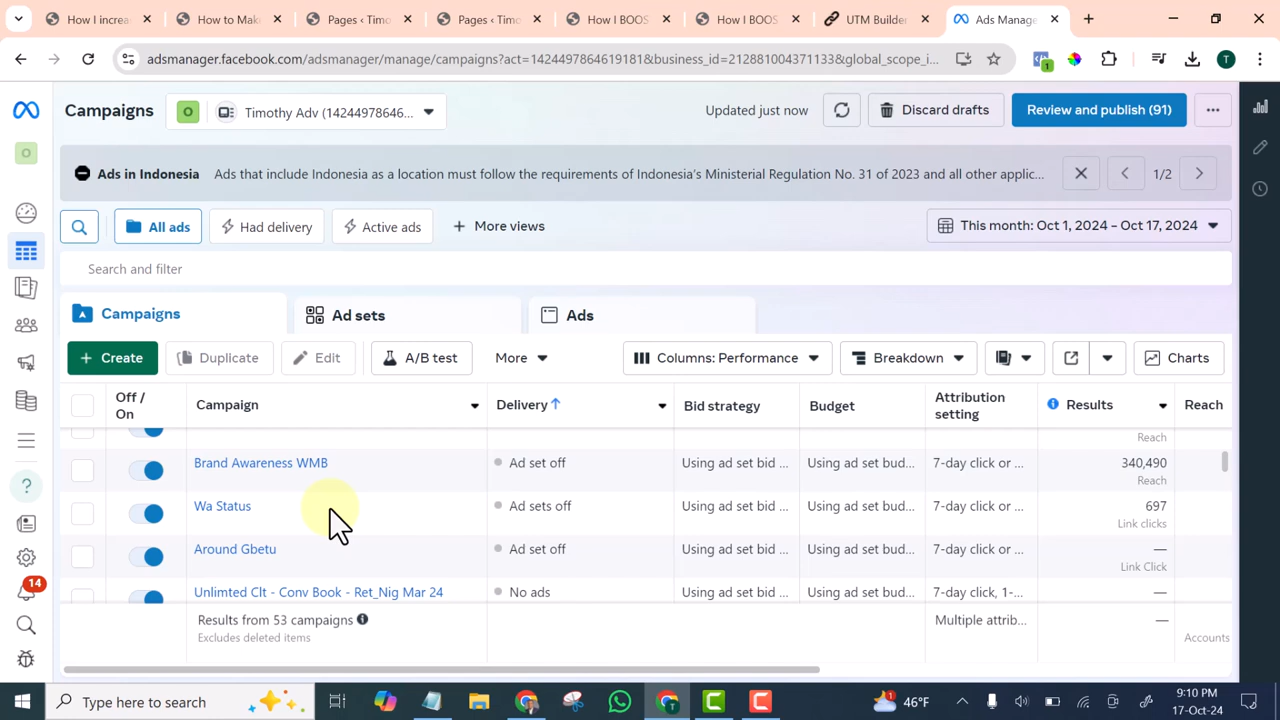 How I increa
How to Make
Pages ‹ Timo
Pages ‹ Timo
How I BOOS
How I BOOS
UTM Builder
Ads Manage
adsmanager.facebook.com/adsmanager/manage/campaigns?act=1424497864619181&business_id=212881004371133&global_scope_i...
1
T
Campaigns
O
Timothy Adv (14244978646...
Updated just now
Discard drafts
Review and publish (91)
O
Ads in Indonesia
Ads that include Indonesia as a location must follow the requirements of Indonesia's Ministerial Regulation No. 31 of 2023 and all other applic...
1/2
All ads
Had delivery
Active ads
More views
This month: Oct 1, 2024 – Oct 17, 2024
Search and filter
Campaigns
Ad sets
Ads
Create
Duplicate
Edit
A/B test
More
Columns: Performance
Breakdown
Charts
Off / On
Campaign
Delivery
Bid strategy
Budget
Attribution setting
Results
Reach
Reach
Brand Awareness WMB
Ad set off
Using ad set bid ...
Using ad set bud...
7-day click or ...
340,490
Reach
Wa Status
Ad sets off
Using ad set bid ...
Using ad set bud...
7-day click or ...
697
Link clicks
Around Gbetu
Ad set off
Using ad set bid ...
Using ad set bud...
7-day click or ...
—
Link Click
Unlimted Clt - Conv Book - Ret_Nig Mar 24
No ads
Using ad set bid ...
Using ad set bud...
7-day click, 1-...
—
Results from 53 campaigns
Excludes deleted items
Multiple attrib...
—
Accounts
14
Type here to search
1
46°F
9:10 PM
17-Oct-24